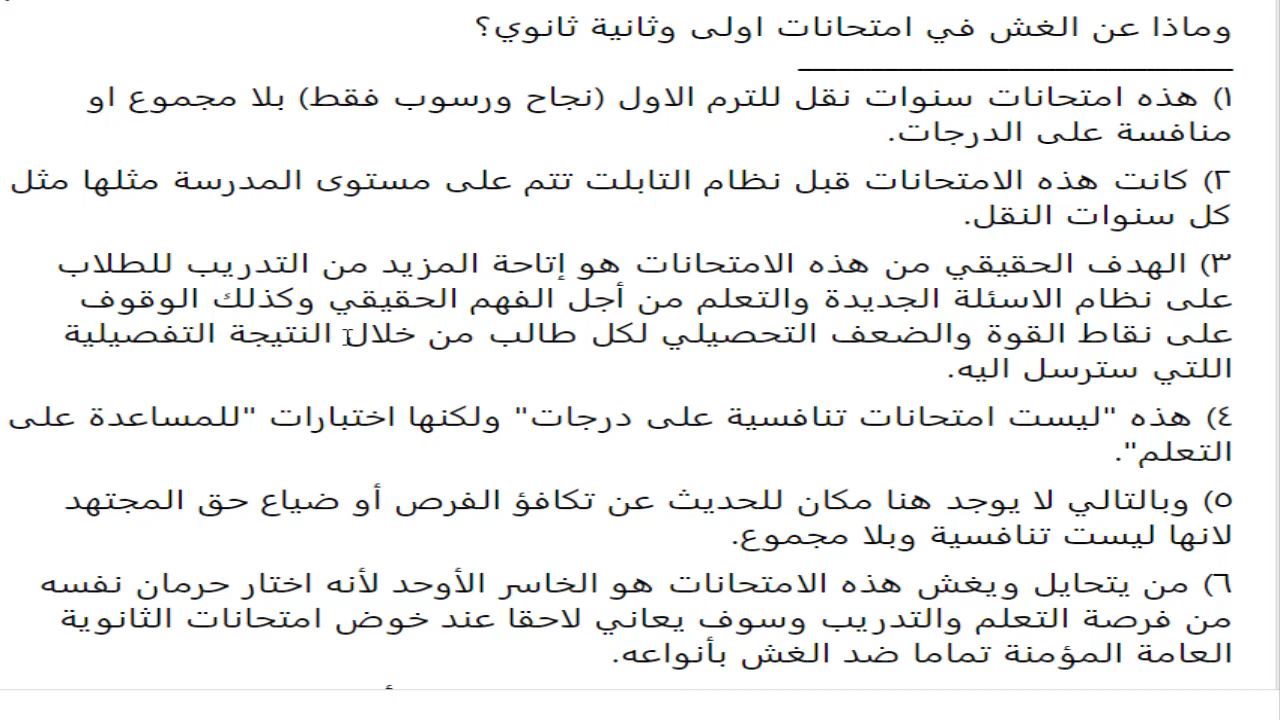 وماذا عن الغش في امتحانات اولى وثانية ثانوي؟
١) هذه امتحانات سنوات نقل للترم الاول (نجاح ورسوب فقط) بلا مجموع او
منافسة على الدرجات.
٢) كانت هذه الامتحانات قبل نظام التابلت تتم على مستوى المدرسة مثلها مثل
كل سنوات النقل.
٣) الهدف الحقيقي من هذه الامتحانات هو إتاحة المزيد من التدريب للطلاب
على نظام الاسئلة الجديدة والتعلم من أجل الفهم الحقيقي وكذلك الوقوف
على نقاط القوة والضعف التحصيلي لكل طالب من خلال النتيجة التفصيلية
اللتي سترسل اليه.
٤) هذه "ليست امتحانات تنافسية على درجات" ولكنها اختبارات "للمساعدة على
التعلم".
٥) وبالتالي لا يوجد هنا مكان للحديث عن تكافؤ الفرص أو ضياع حق المجتهد
لانها ليست تنافسية وبلا مجموع.
٦) من يتحايل ويغش هذه الامتحانات هو الخاسر الأوحد لأنه اختار حرمان نفسه
من فرصة التعلم والتدريب وسوف يعاني لاحقا عند خوض امتحانات الثانوية
العامة المؤمنة تماما ضد الغش بأنواعه.